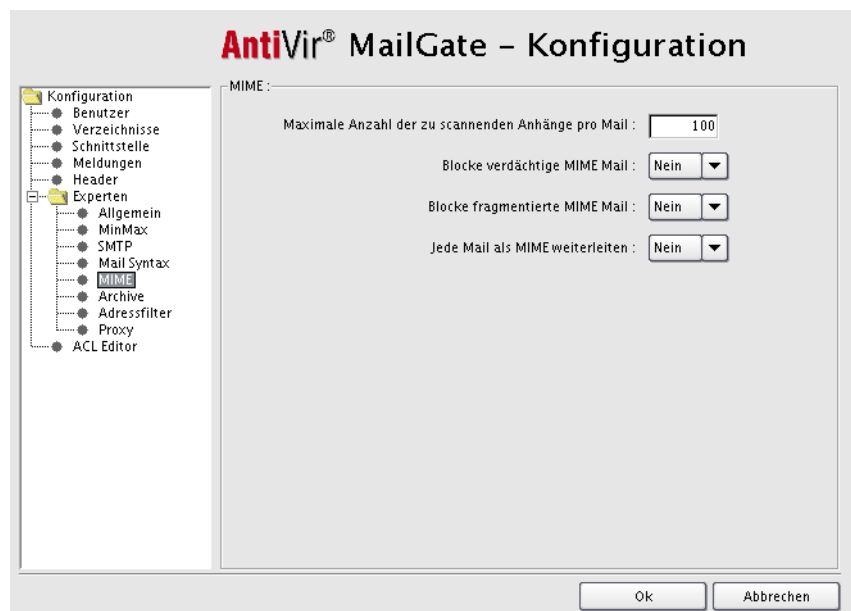 AntiVir® MailGate – Konfiguration
Konfiguration
Benutzer
Verzeichnisse
Schnittstelle
Meldungen
Header
Experten
Allgemein
MinMax
SMTP
Mail Syntax
MIME
Archive
Adressfilter
Proxy
ACL Editor
MIME :
Maximale Anzahl der zu scannenden Anhänge pro Mail : 100
Blocke verdächtige MIME Mail : Nein
Blocke fragmentierte MIME Mail : Nein
Jede Mail als MIME weiterleiten : Nein
Ok Abbrechen